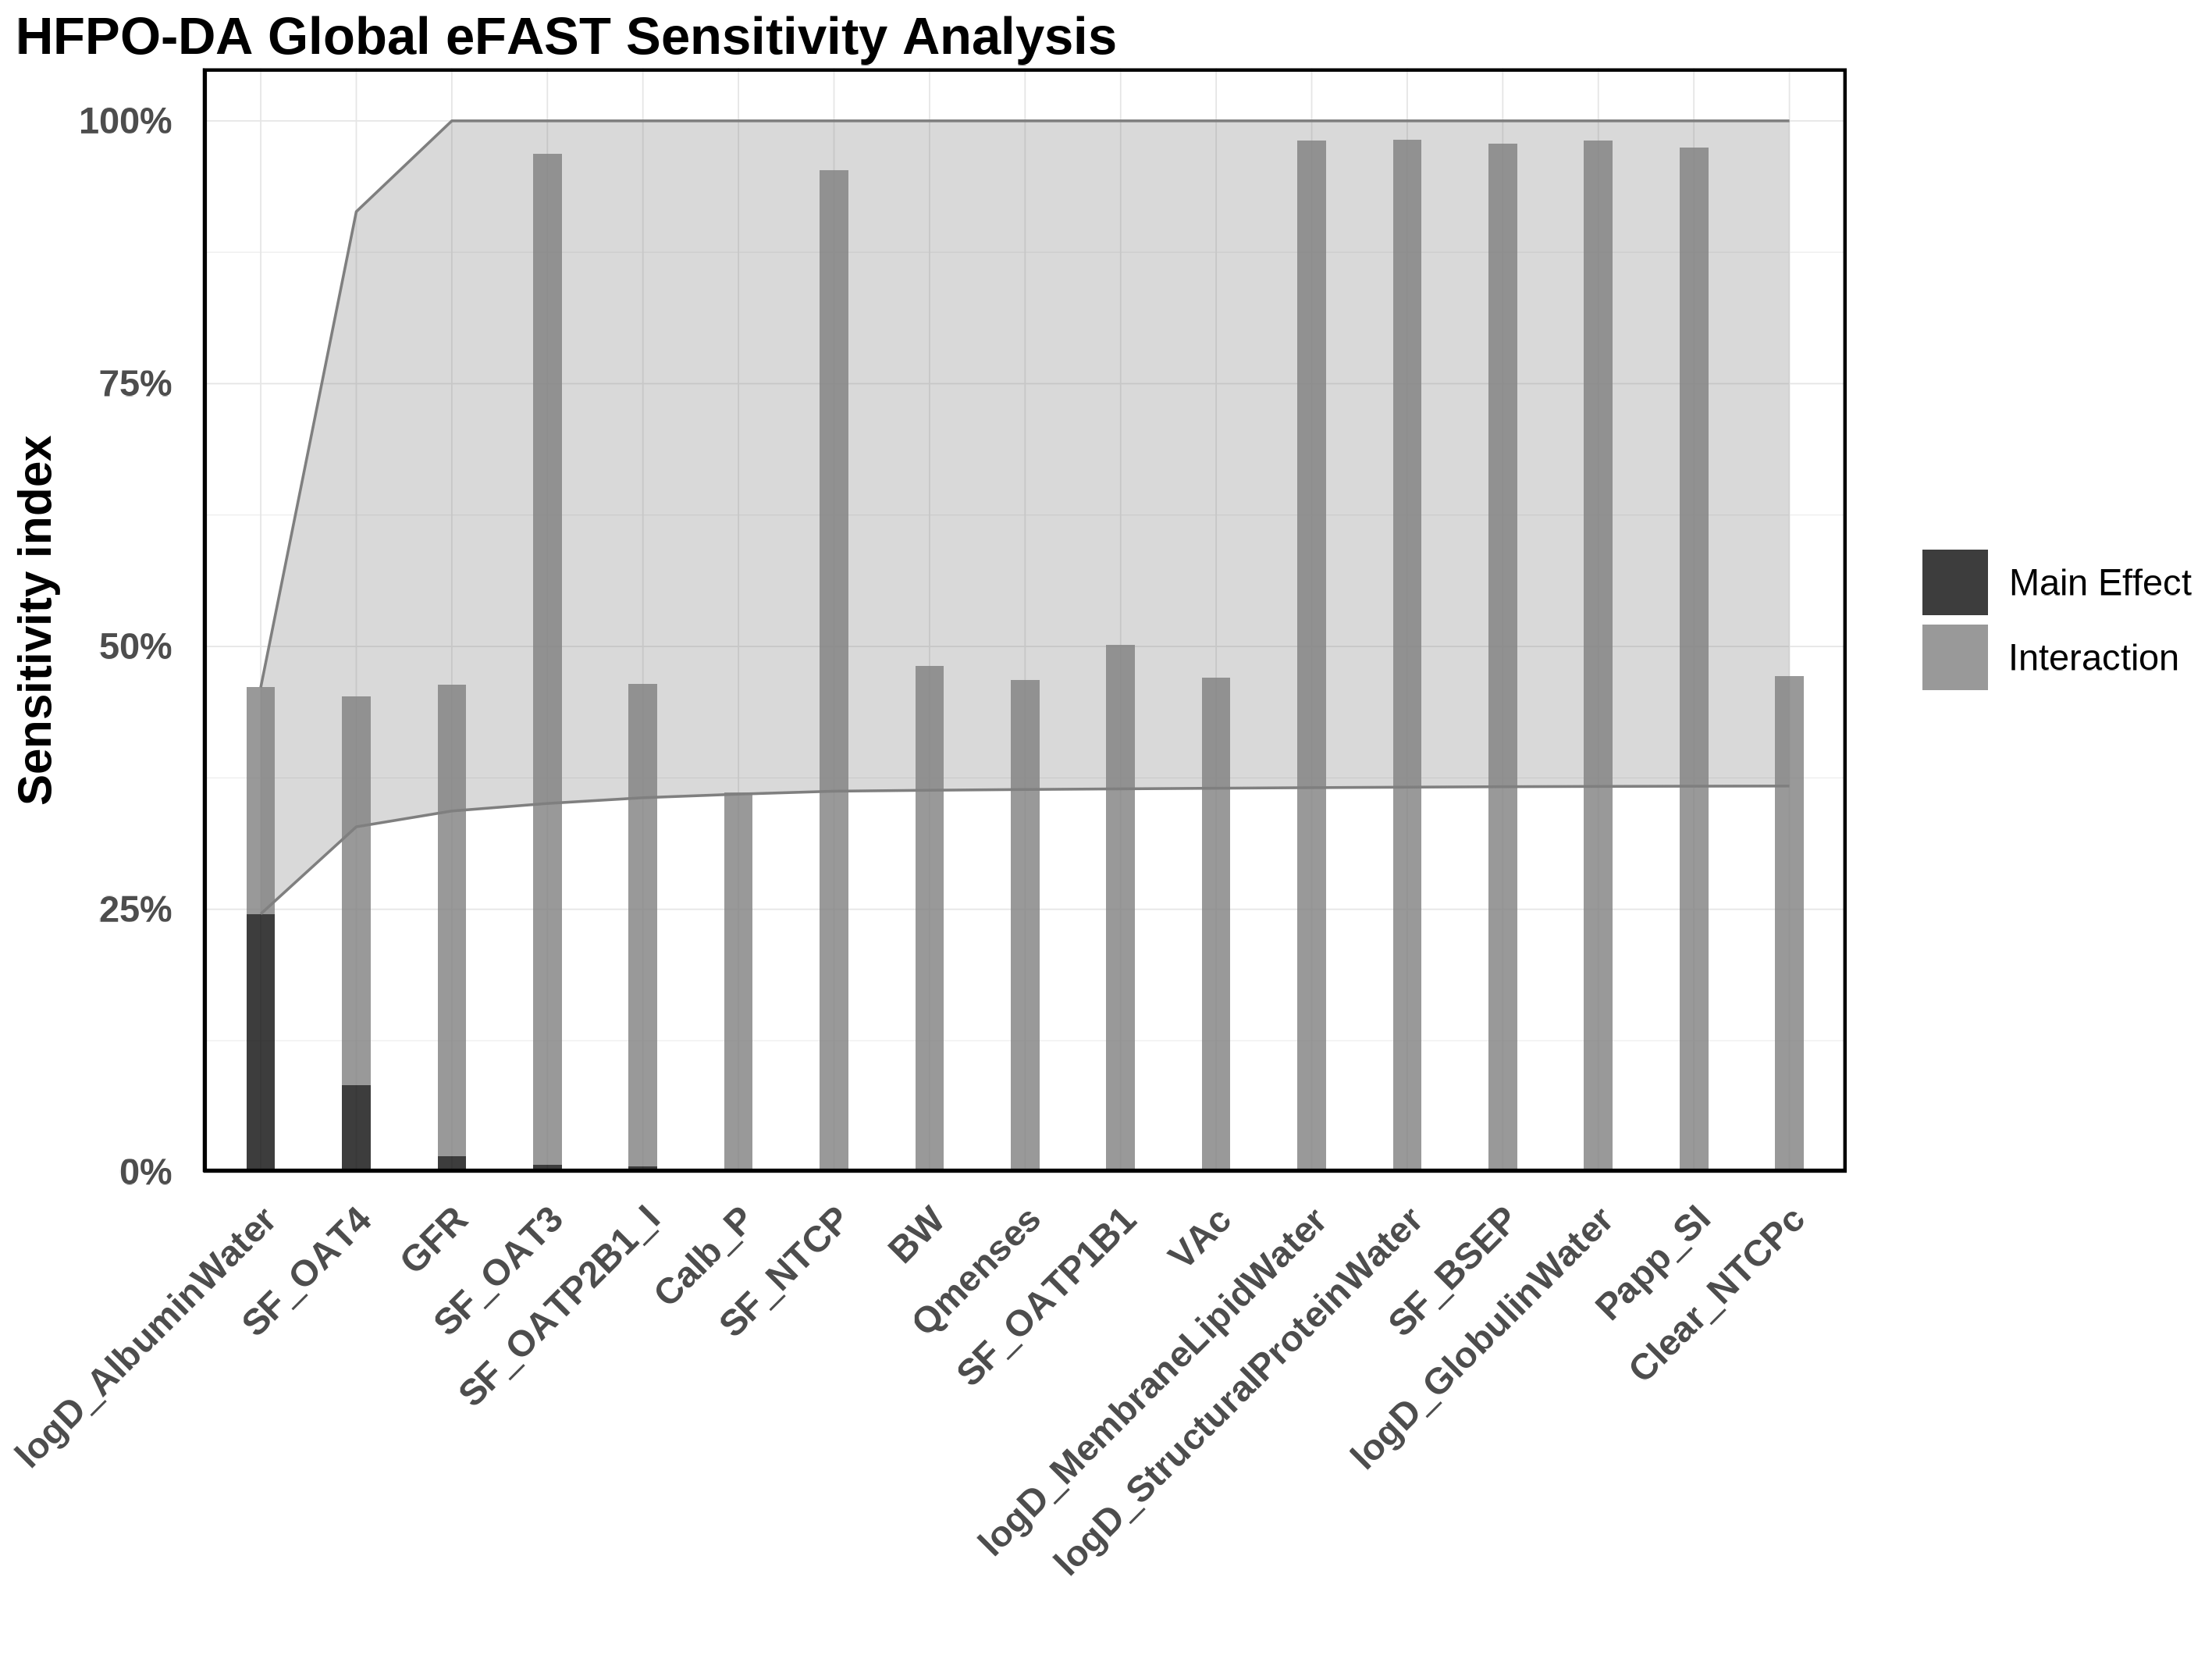 HFPO-DA Global eFAST Sensitivity Analysis
Sensitivity index
100%
75%
50%
25%
0%
Main Effect
Interaction
logD_AlbuminWater
SF_OAT4
GFR
SF_OAT3
SF_OATP2B1_I
Calb_P
SF_NTCP
BW
Qmenses
SF_OATP1B1
VAc
logD_MembraneLipidWater
logD_StructuralProteinWater
SF_BSEP
logD_GlobulinWater
Papp_SI
Clear_NTCPc